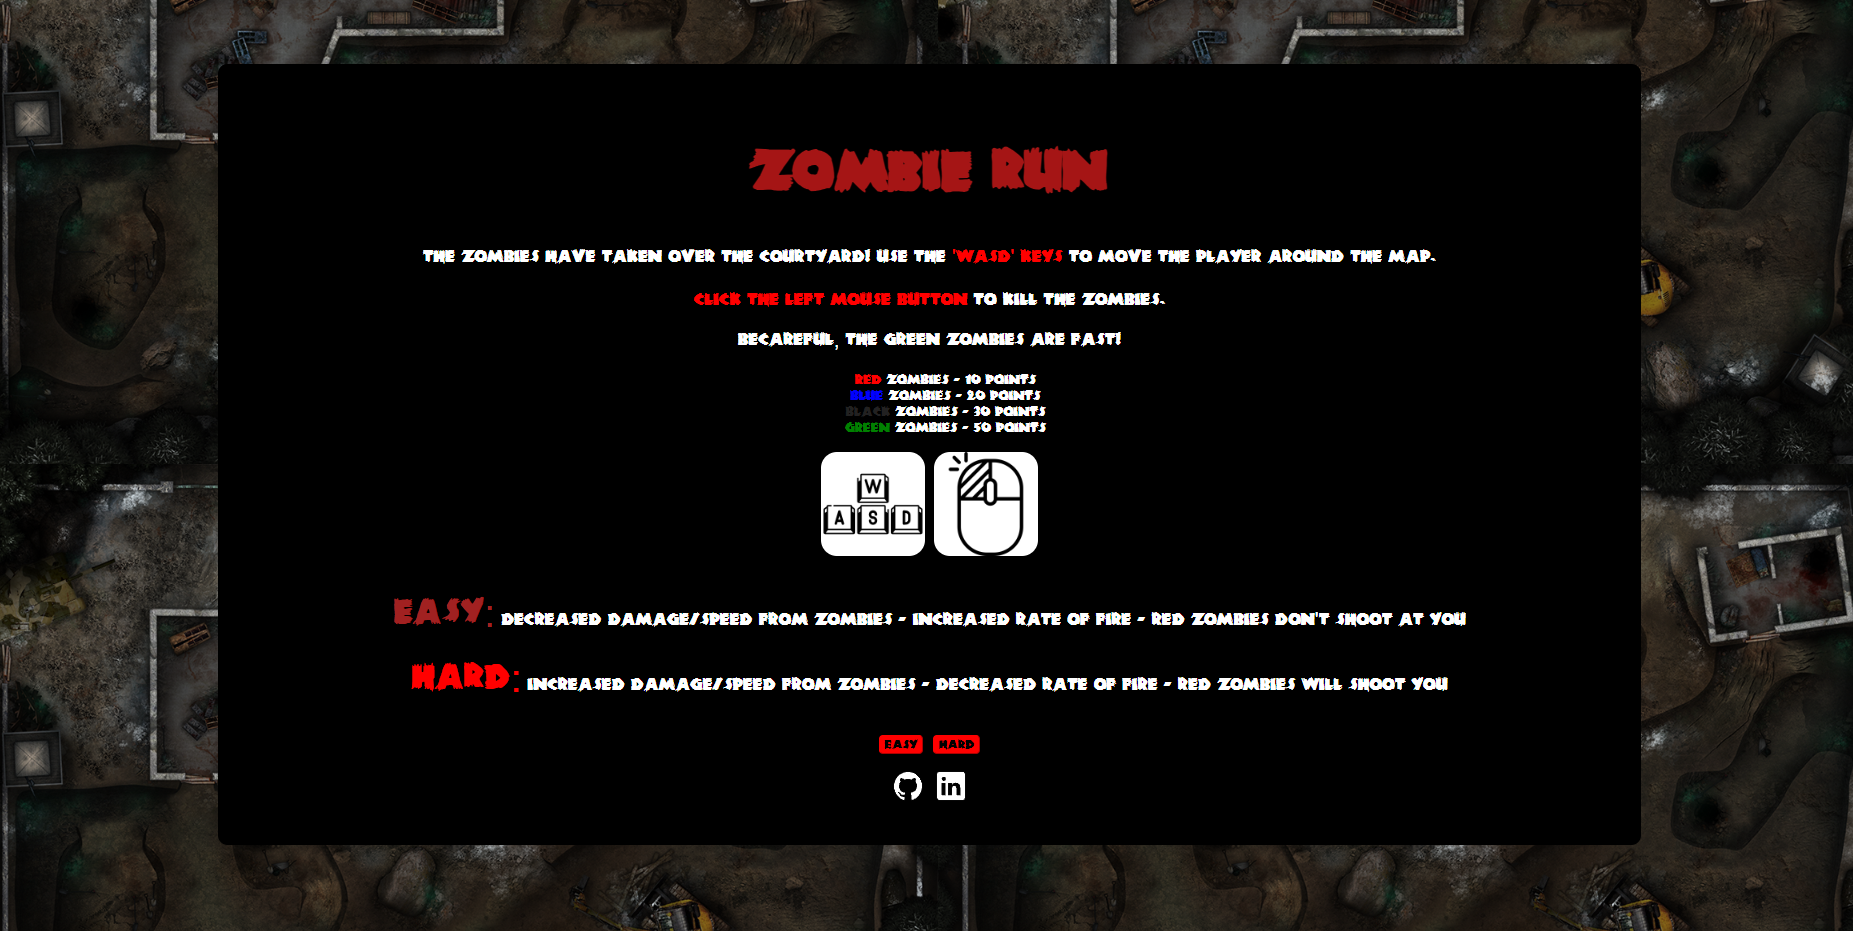 ZOMBIE RUN
THE ZOMBIES HAVE TAKEN OVER THE COURTYARD! USE THE 'WASD' KEYS TO MOVE THE PLAYER AROUND THE MAP.
CLICK THE LEFT MOUSE BUTTON TO KILL THE ZOMBIES.
BECAREFUL, THE GREEN ZOMBIES ARE FAST!
RED ZOMBIES - 10 POINTS
BLUE ZOMBIES - 20 POINTS
BLACK ZOMBIES - 30 POINTS
GREEN ZOMBIES - 50 POINTS
W
A S D
EASY: DECREASED DAMAGE/SPEED FROM ZOMBIES - INCREASED RATE OF FIRE - RED ZOMBIES DON'T SHOOT AT YOU
HARD: INCREASED DAMAGE/SPEED FROM ZOMBIES - DECREASED RATE OF FIRE - RED ZOMBIES WILL SHOOT YOU
EASY HARD
in